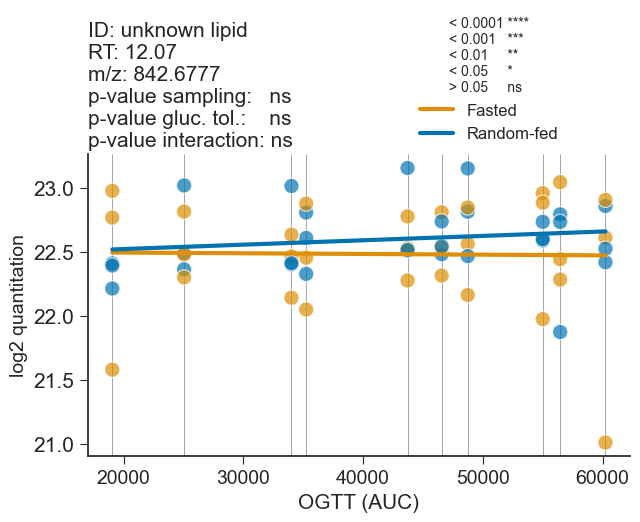 ID: unknown lipid
RT: 12.07
m/z: 842.6777
p-value sampling: ns
p-value gluc. tol.: ns
p-value interaction: ns
< 0.0001 ****
< 0.001 ***
< 0.01 **
< 0.05 *
> 0.05 ns
Fasted
Random-fed
log2 quantitation
23.0
22.5
22.0
21.5
21.0
20000 30000 40000 50000 60000
OGTT (AUC)